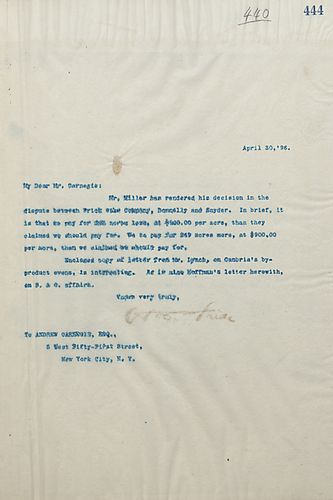 440
444
April 30,'96.
My Dear Mr. Carnegie:
Mr. Miller has rendered his decision in the
dispute between Frick Coke Company, Donnelly and Snyder. In brief, it
is that we pay for acres less, at $900.00 per acre, than they
claimed we should pay for. We to pay for acres more, at $900.00
per acre, than we claimed we should pay for.
Enclosed copy of letter from Mr. Lynch, on Cambria's by-
product ovens, is interesting. As is also Hoffman's letter herewith,
on affairs.
Yours very truly,
To ANDREW CARNEGIE, ESQ.,
5 West Fifty-First Street,
New York City, N. Y.